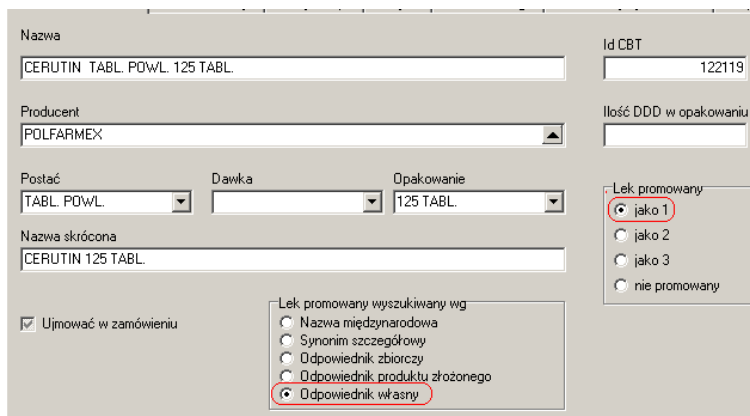 Nazwa
Id CBT
CERUTIN TABL. POWL. 125 TABL.
122119
Producent
Ilość DDD w opakowaniu
POLFARMEX
Postać
Dawka
Opakowanie
TABL. POWL.
125 TABL.
Lek promowany
jako 1
jako 2
jako 3
nie promowany
Nazwa skrócona
CERUTIN 125 TABL.
Ujmować w zamówieniu
Lek promowany wyszukiwany wg
Nazwa międzynarodowa
Synonim szczegółowy
Odpowiednik zbiorczy
Odpowiednik produktu złożonego
Odpowiednik własny